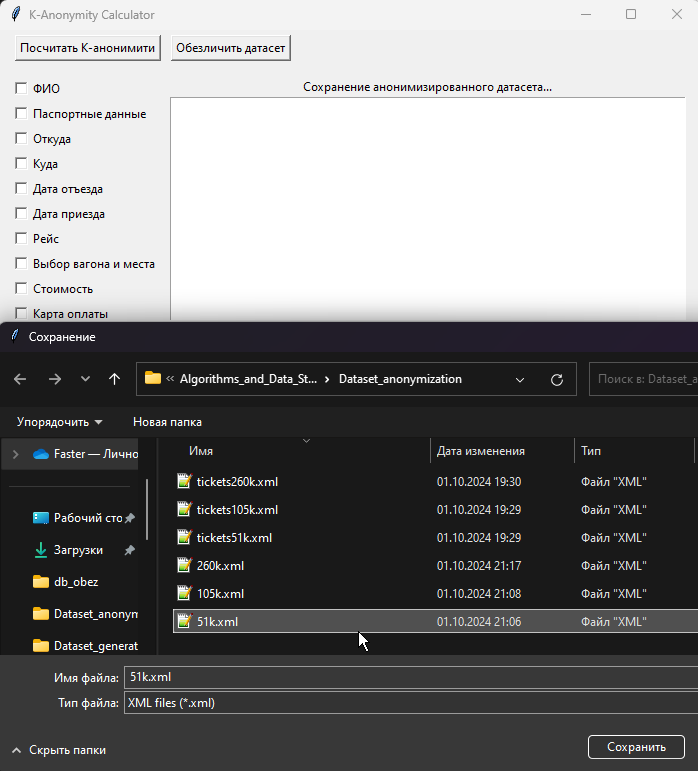 K-Anonymity Calculator
Посчитать К-анонимити Обезличить датасет
ФИО
Сохранение анонимизированного датасета...
Паспортные данные
Откуда
Куда
Дата отъезда
Дата приезда
Рейс
Выбор вагона и места
Стоимость
Карта оплаты
Сохранение
« Algorithms_and_Data_St... › Dataset_anonymization
Поиск в: Dataset_a
Упорядочить Новая папка
Имя Дата изменения Тип
Faster — Лично
Рабочий сто
Загрузки
db_obez
Dataset_anonym
Dataset_generat
tickets260k.xml 01.10.2024 19:30 Файл "XML"
tickets105k.xml 01.10.2024 19:29 Файл "XML"
tickets51k.xml 01.10.2024 19:29 Файл "XML"
260k.xml 01.10.2024 21:17 Файл "XML"
105k.xml 01.10.2024 21:08 Файл "XML"
51k.xml 01.10.2024 21:06 Файл "XML"
Имя файла: 51k.xml
Тип файла: XML files (*.xml)
Скрыть папки Сохранить